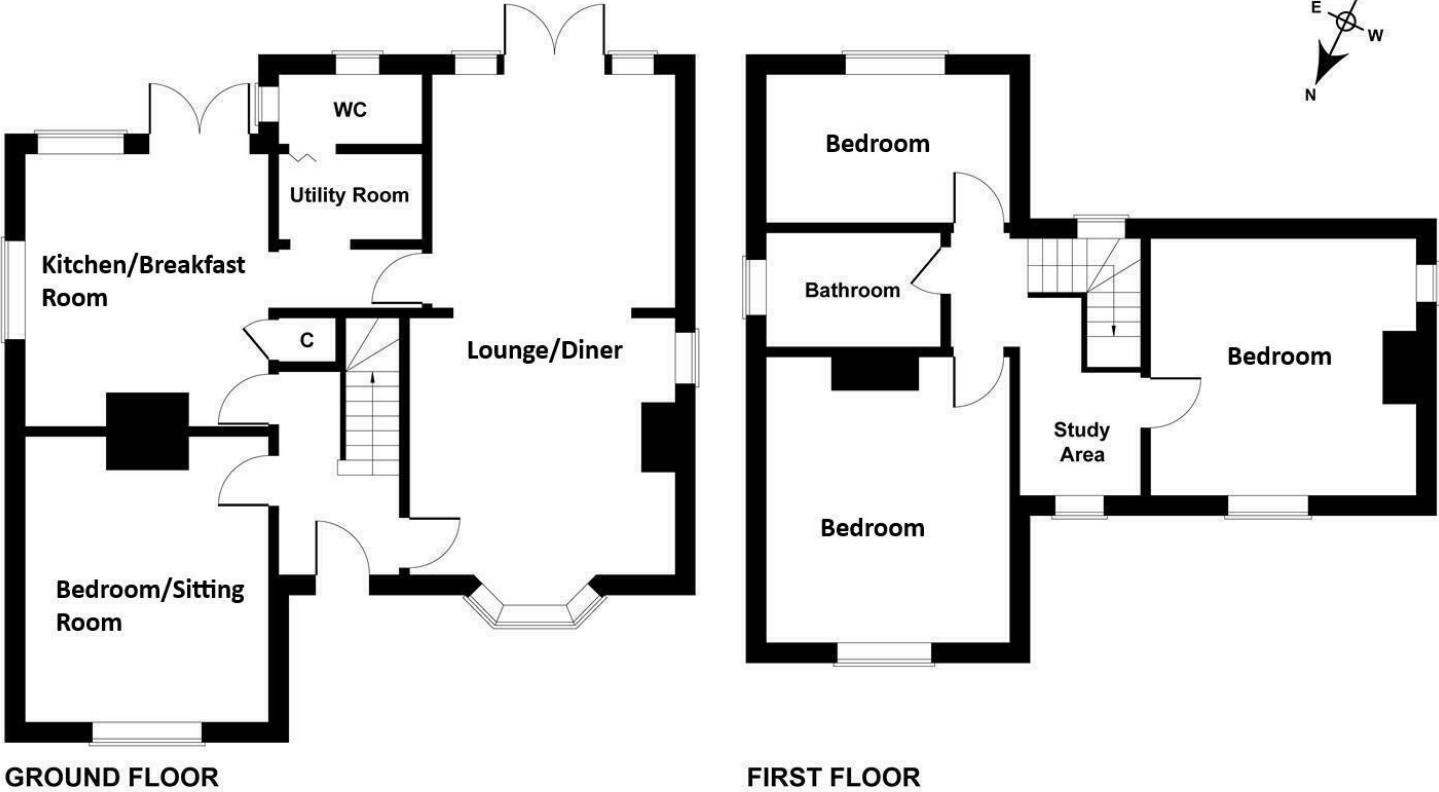 E
W
N
WC
Utility Room
Kitchen/Breakfast
Room
C
Lounge/Diner
Bedroom/Sitting
Room
GROUND FLOOR
Bedroom
Bathroom
Bedroom
Study
Area
Bedroom
FIRST FLOOR